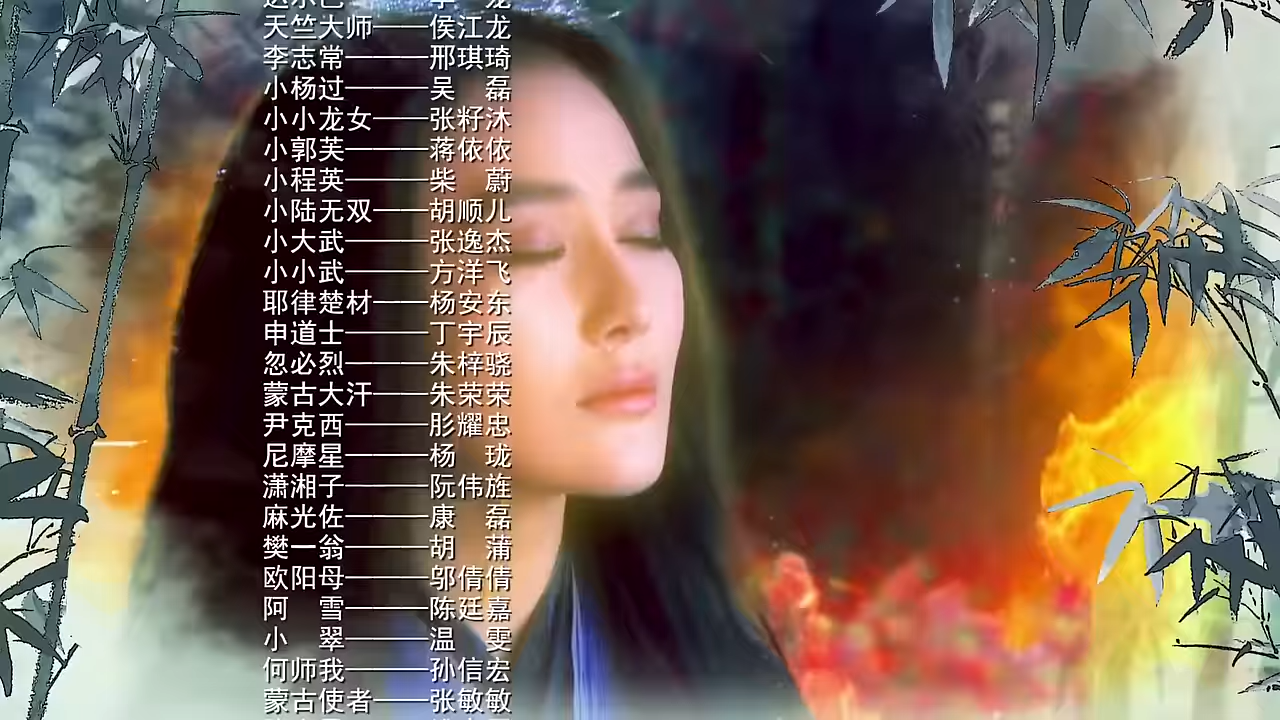 天竺大师——侯江龙
李志常———邢琪琦
小杨过———吴　磊
小小龙女——张籽沐
小郭芙———蒋依依
小程英———柴　蔚
小陆无双——胡顺儿
小大武———张逸杰
小小武———方洋飞
耶律楚材——杨安东
申道士———丁宇辰
忽必烈———朱梓骁
蒙古大汗——朱荣荣
尹克西———肜耀忠
尼摩星———杨　珑
潇湘子———阮伟旌
麻光佐———康　磊
樊一翁———胡　蒲
欧阳母———邬倩倩
阿　雪———陈廷嘉
小　翠———温　雯
何师我———孙信宏
蒙古使者——张敏敏